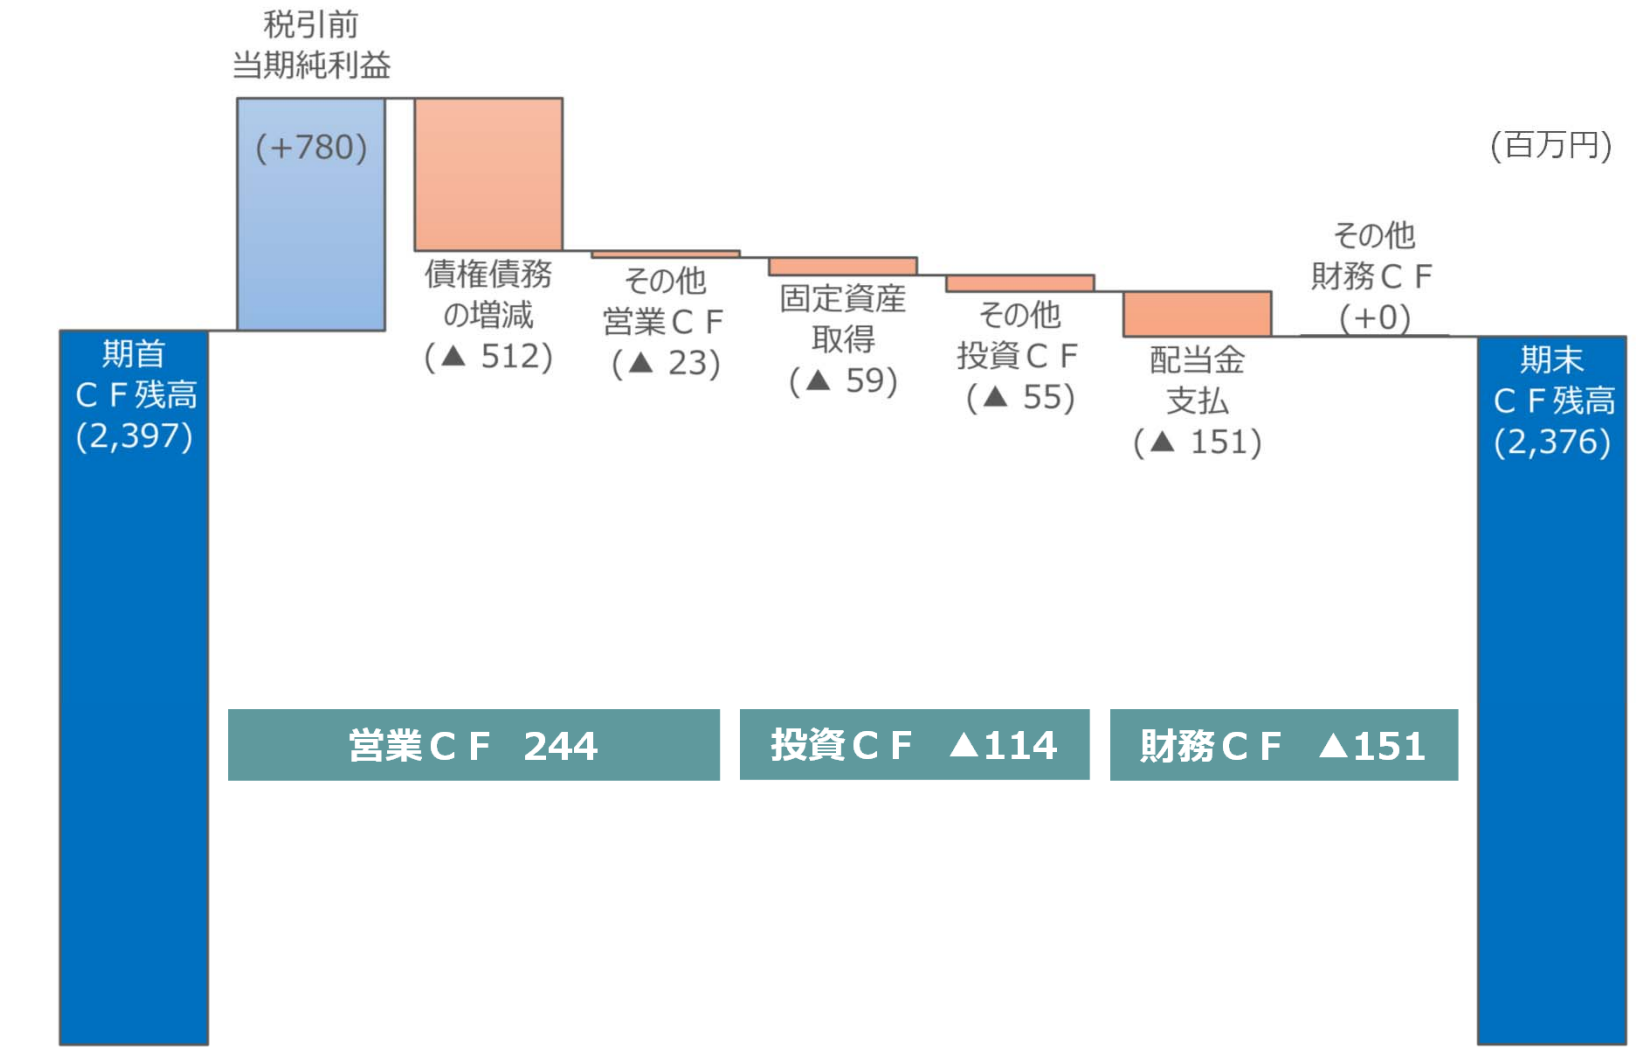 税引前
当期純利益
(+780)
(百万円)
期首
ＣＦ残高
(2,397)
債権債務
の増減
(▲ 512)
その他
営業ＣＦ
(▲ 23)
固定資産
取得
(▲ 59)
その他
投資ＣＦ
(▲ 55)
配当金
支払
(▲ 151)
その他
財務ＣＦ
(+0)
期末
ＣＦ残高
(2,376)
営業ＣＦ 244
投資ＣＦ ▲114
財務ＣＦ ▲151